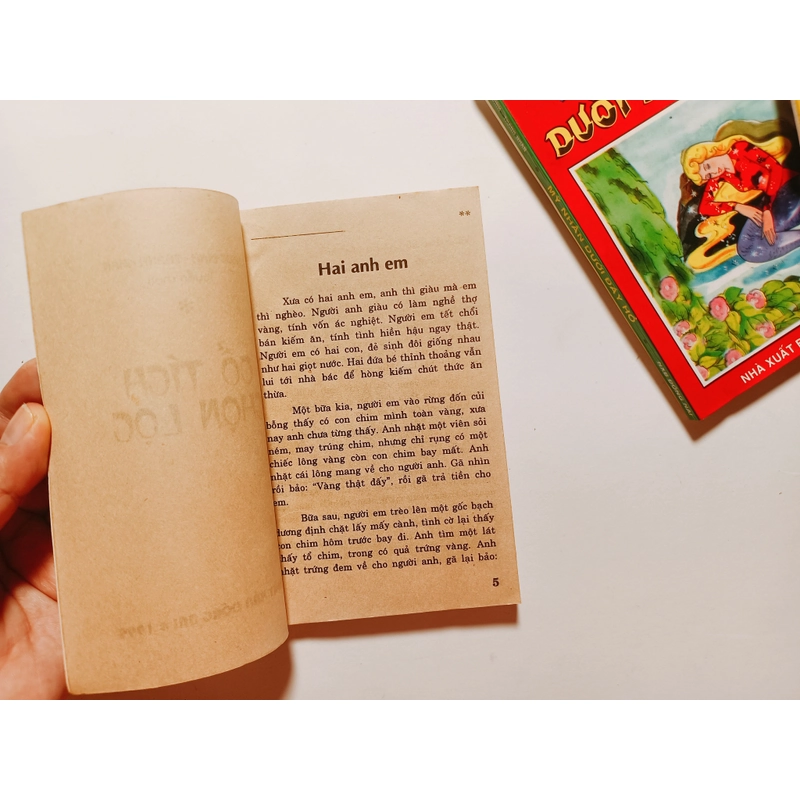 **
Hai anh em
Xưa có hai anh em, anh thì giàu mà em
thì nghèo. Người anh giàu có làm nghề thợ
vàng, tính vốn ác nghiệt. Người em tết chổi
bán kiếm ăn, tính tình hiền hậu ngay thật.
Người em có hai con, đẻ sinh đôi giống nhau
như hai giọt nước. Hai đứa bé thỉnh thoảng vẫn
lui tới nhà bác để hòng kiếm chút thức ăn
thừa.
Một bữa kia, người em vào rừng đốn củi
bỗng thấy có con chim mình toàn vàng, xưa
nay anh chưa từng thấy. Anh nhặt một viên sỏi
ném, may trúng chim, nhưng chỉ rụng có một
chiếc lông vàng còn con chim bay mất. Anh
nhặt cái lông mang về cho người anh. Gã nhìn
rồi bảo: “Vàng thật đấy”, rồi gã trả tiền cho
em.
Bữa sau, người em trèo lên một gốc bạch
dương định chặt lấy mấy cành, tình cờ lại thấy
con chim hôm trước bay đi. Anh tìm một lát
thấy tổ chim, trong có quả trứng vàng. Anh
nhặt trứng đem về cho người anh, gã lại bảo:
5
CỔ TÍCH
CHỌN LỌC
DƯỚI
MỸ NHÂN DƯỚI ĐÁY HỒ
NHÀ XUẤT B